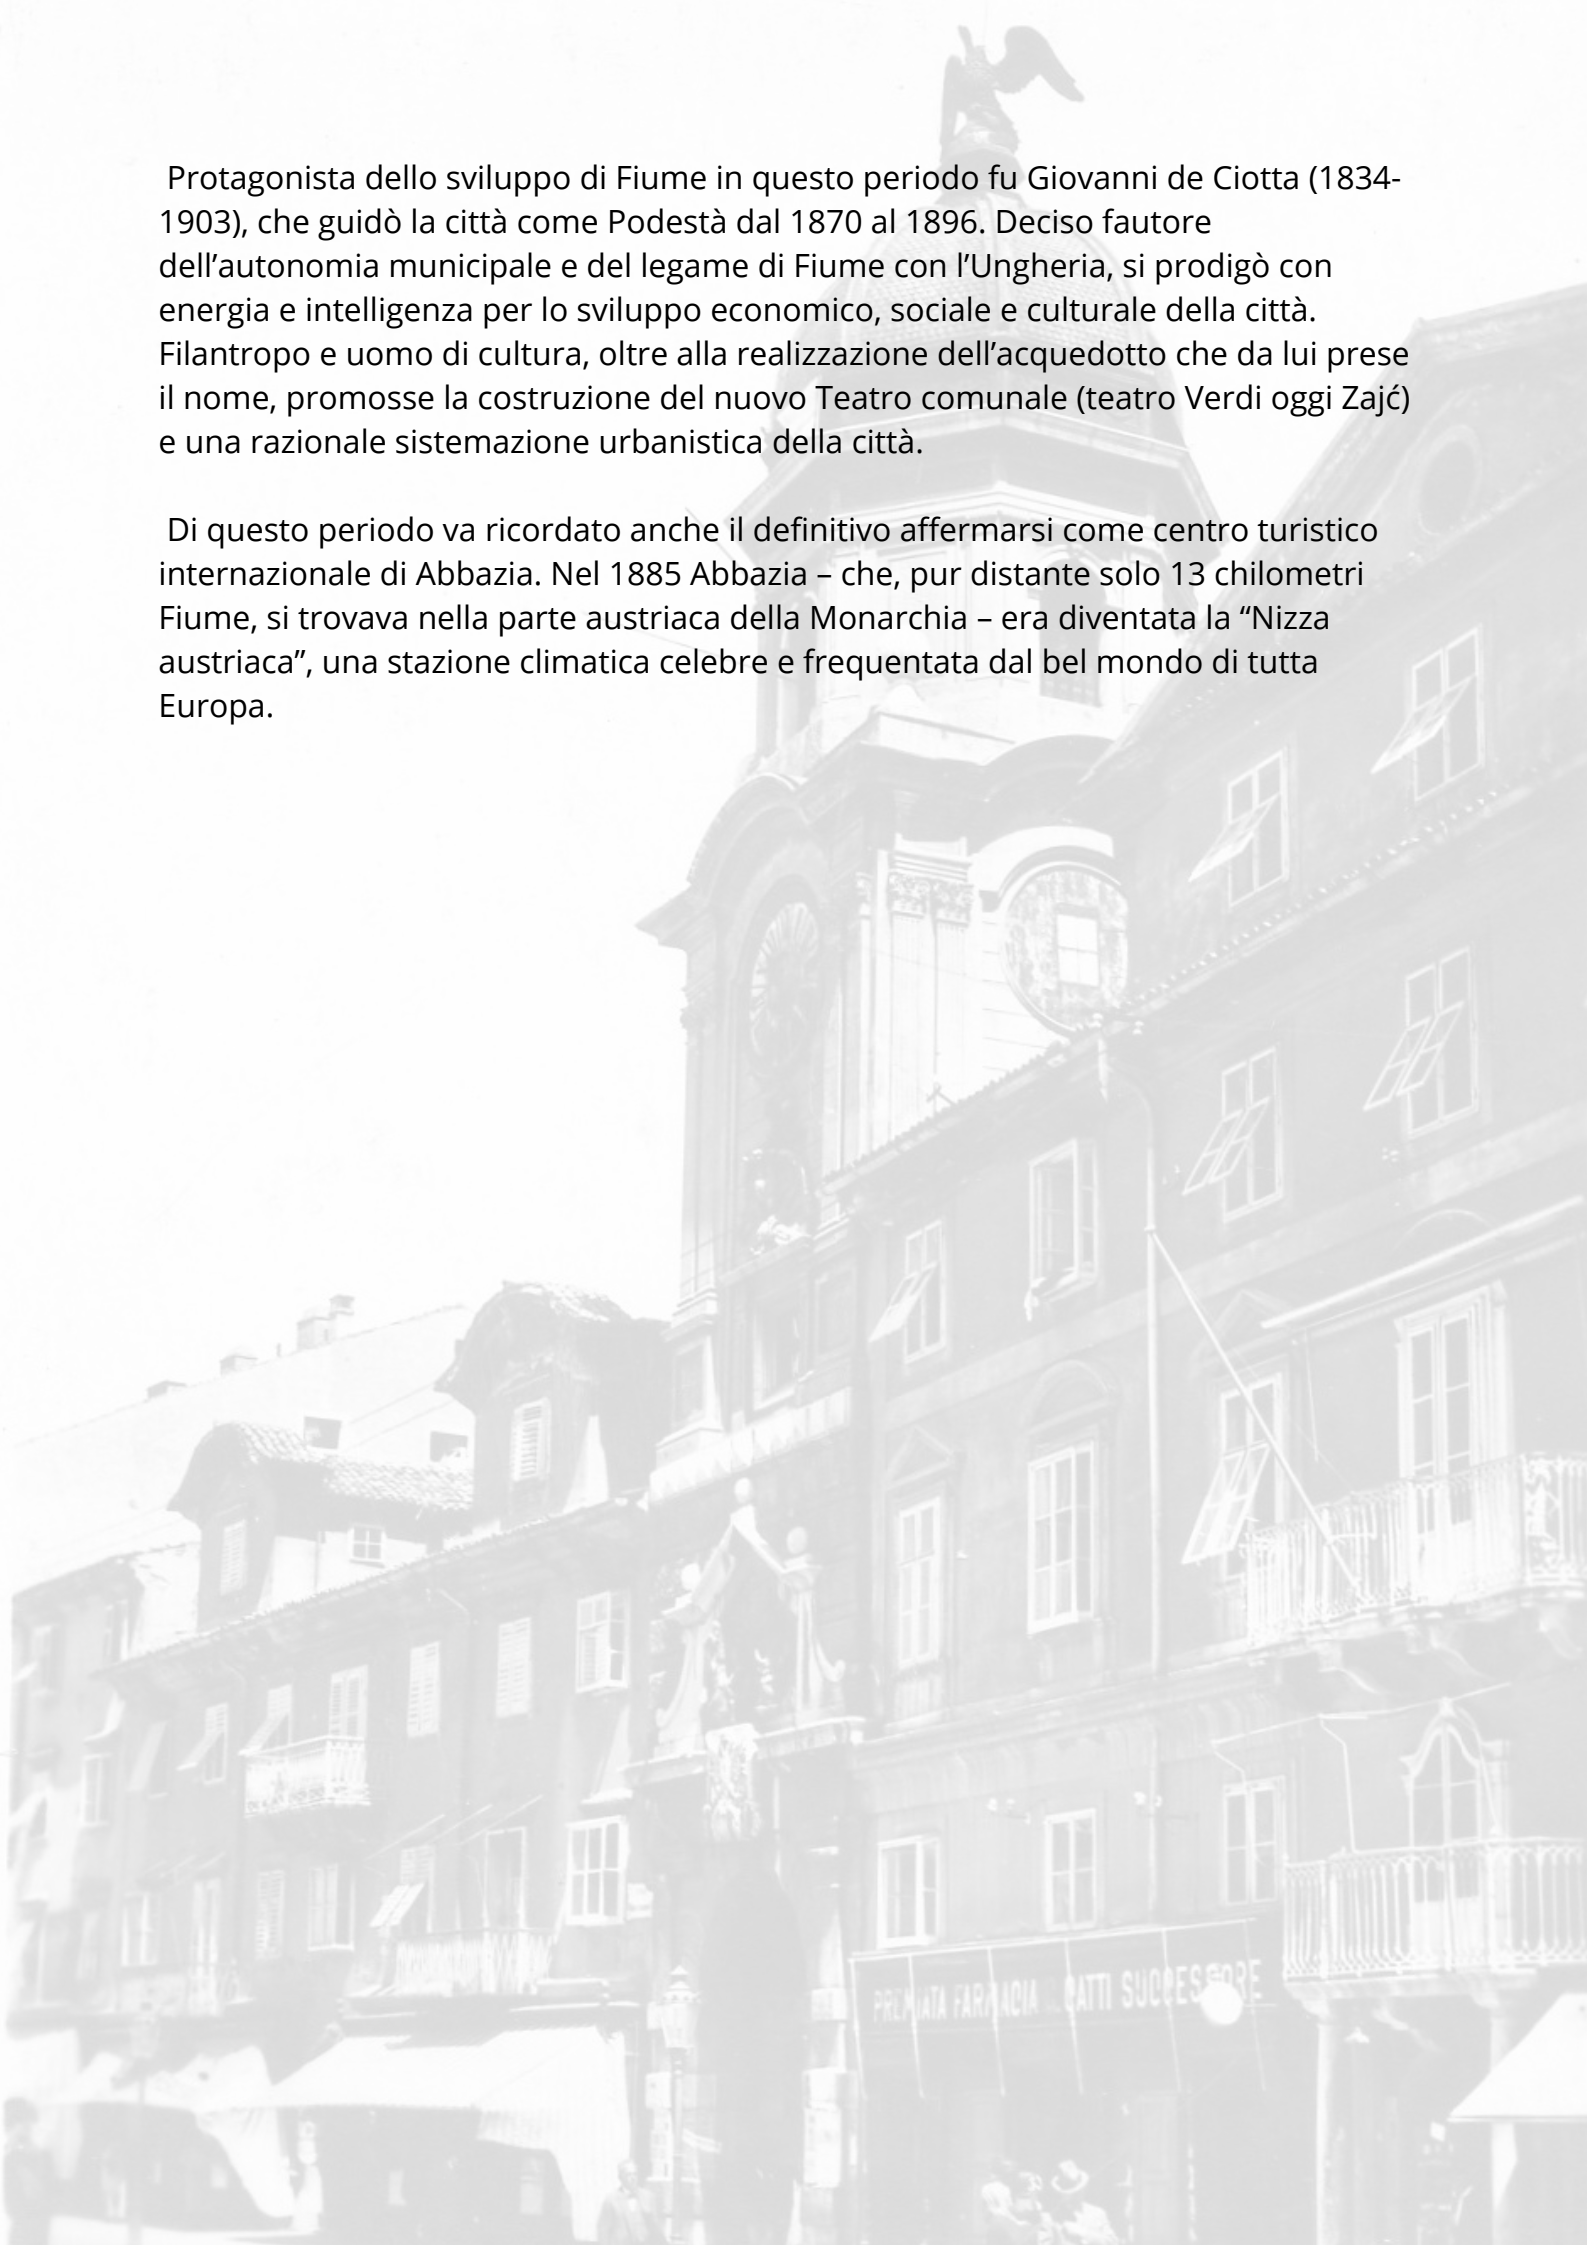 Protagonista dello sviluppo di Fiume in questo periodo fu Giovanni de Ciotta (1834-
1903), che guidò la città come Podestà dal 1870 al 1896. Deciso fautore
dell’autonomia municipale e del legame di Fiume con l’Ungheria, si prodigò con
energia e intelligenza per lo sviluppo economico, sociale e culturale della città.
Filantropo e uomo di cultura, oltre alla realizzazione dell’acquedotto che da lui prese
il nome, promosse la costruzione del nuovo Teatro comunale (teatro Verdi oggi Zajć)
e una razionale sistemazione urbanistica della città.
Di questo periodo va ricordato anche il definitivo affermarsi come centro turistico
internazionale di Abbazia. Nel 1885 Abbazia – che, pur distante solo 13 chilometri
Fiume, si trovava nella parte austriaca della Monarchia – era diventata la “Nizza
austriaca”, una stazione climatica celebre e frequentata dal bel mondo di tutta
Europa.
PREMIATA FARMACIA CATTI SUCCESSORE